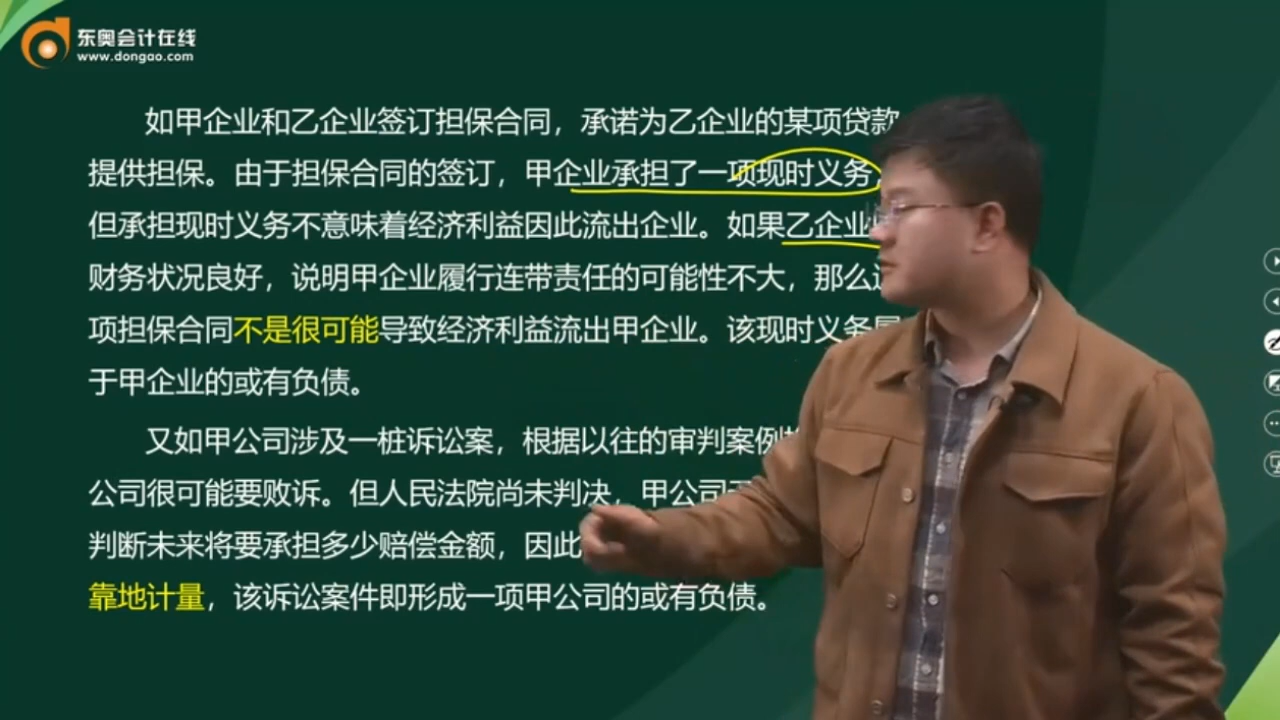 东奥会计在线
www.dongao.com
如甲企业和乙企业签订担保合同，承诺为乙企业的某项贷款
提供担保。由于担保合同的签订，甲企业承担了一项现时义务，
但承担现时义务不意味着经济利益因此流出企业。如果乙企业
财务状况良好，说明甲企业履行连带责任的可能性不大，那么
项担保合同不是很可能导致经济利益流出甲企业。该现时义务
于甲企业的或有负债。
又如甲公司涉及一桩诉讼案，根据以往的审判案例
公司很可能要败诉。但人民法院尚未判决，甲公司
判断未来将要承担多少赔偿金额，因此
靠地计量，该诉讼案件即形成一项甲公司的或有负债。